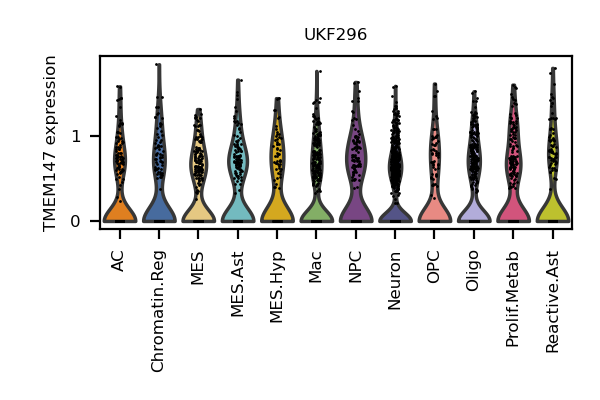 UKF296
TMEM147 expression
1
0
AC
Chromatin.Reg
MES
MES.Ast
MES.Hyp
Mac
NPC
Neuron
OPC
Oligo
Prolif.Metab
Reactive.Ast